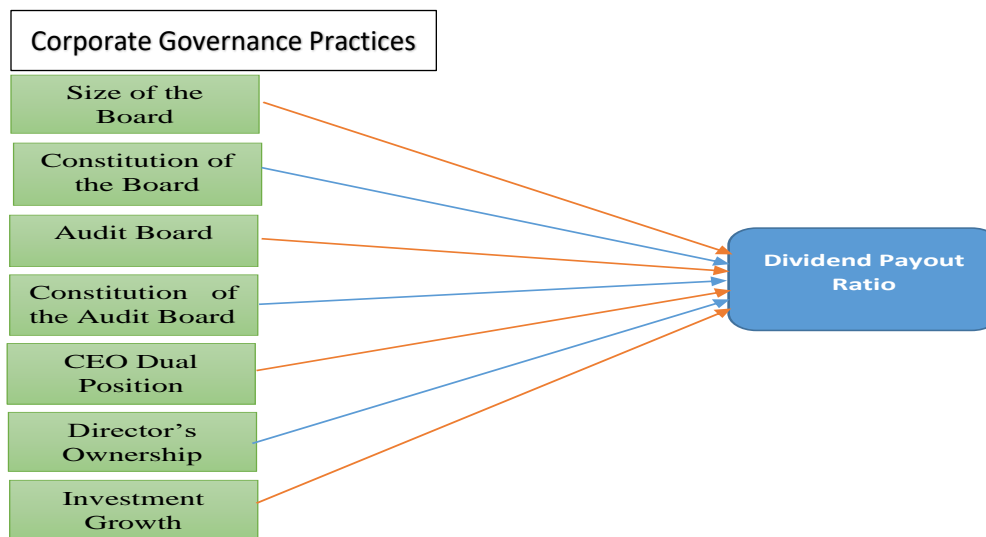 Corporate Governance Practices
Size of the
Board
Constitution of
the Board
Audit Board
Constitution of
the Audit Board
CEO Dual
Position
Director’s
Ownership
Investment
Growth
Dividend Payout
Ratio